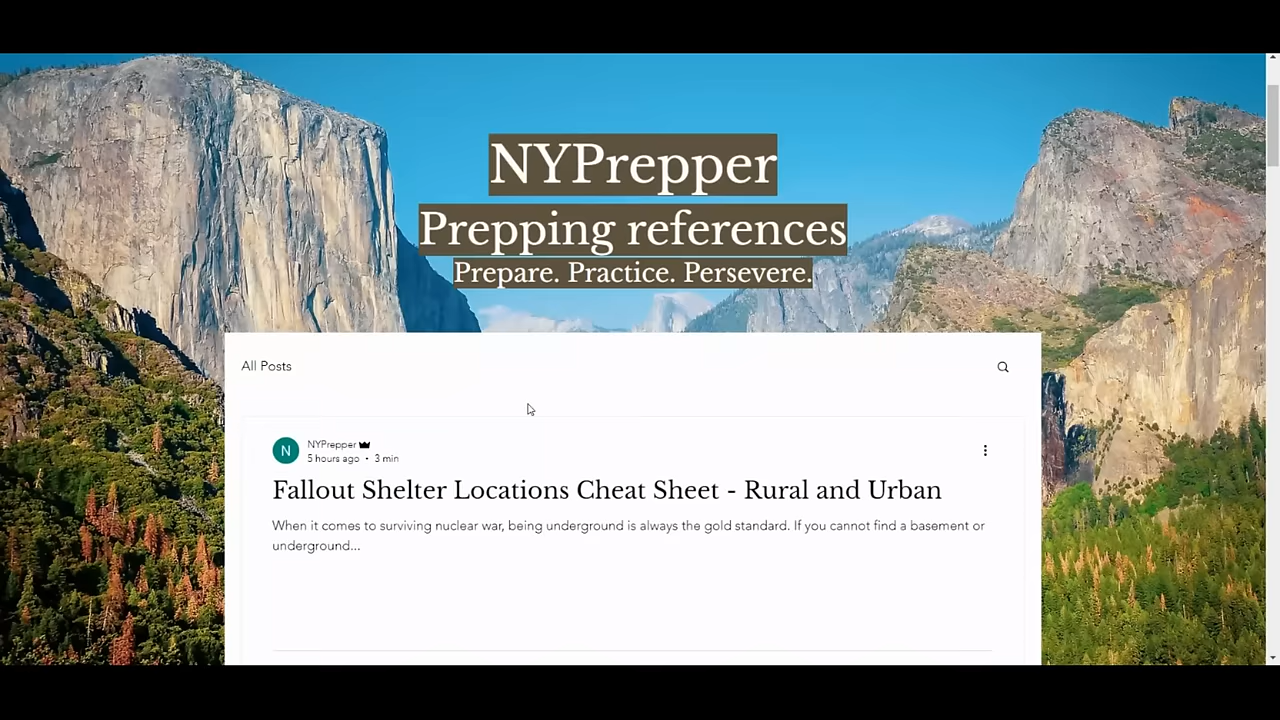 NYPrepper
Prepping references
Prepare. Practice. Persevere.
All Posts
N
NYPrepper
5 hours ago • 3 min
Fallout Shelter Locations Cheat Sheet - Rural and Urban
When it comes to surviving nuclear war, being underground is always the gold standard. If you cannot find a basement or
underground...